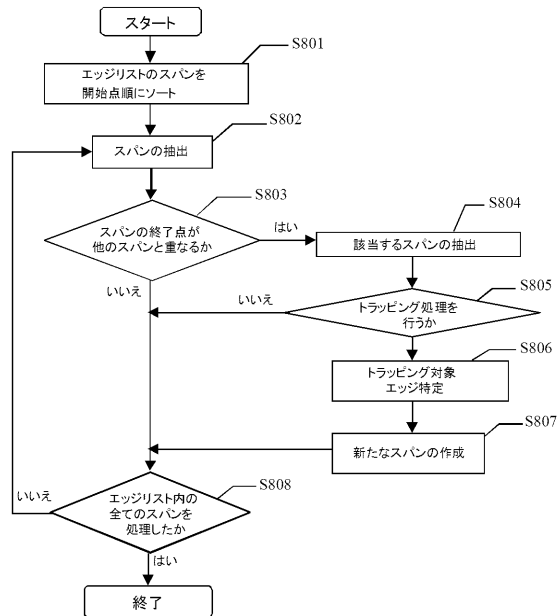 スタート
S801
エッジリストのスパンを
開始点順にソート
S802
スパンの抽出
S803
スパンの終了点が
他のスパンと重なるか
はい
S804
該当するスパンの抽出
いいえ
いいえ
S805
トラッピング処理を
行うか
S806
トラッピング対象
エッジ特定
S807
新たなスパンの作成
S808
エッジリスト内の
全てのスパンを
処理したか
いいえ
はい
終了